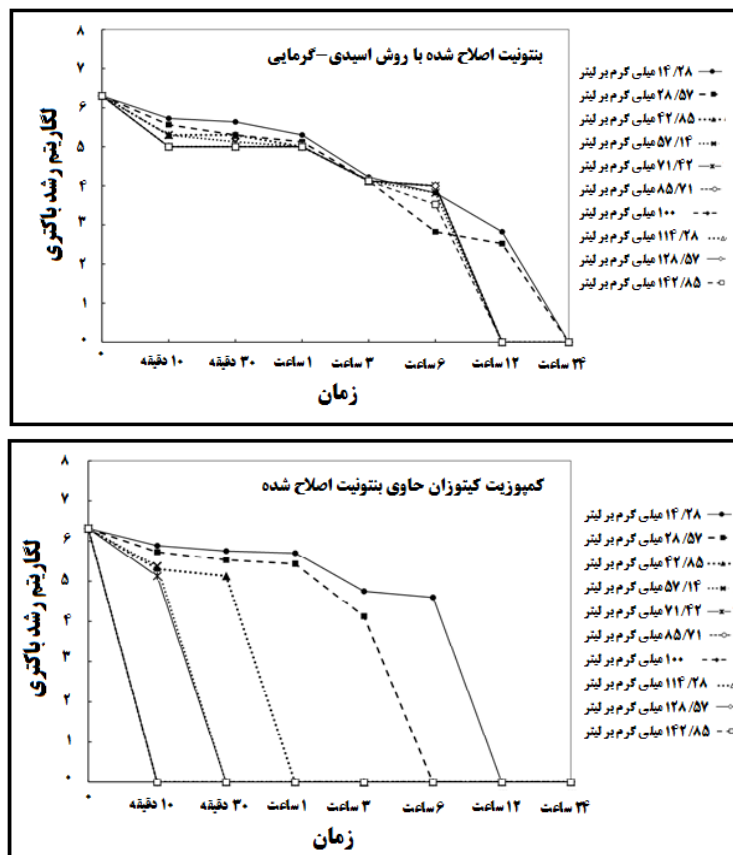 بنتونیت اصلاح شده با روش اسیدی-گرمایی
لگاریتم رشد باکتری
۸
۷
۶
۵
۴
۳
۲
۱
۰
۰
۱۰ دقیقه
۳۰ دقیقه
۱ ساعت
۳ ساعت
۶ ساعت
۱۲ ساعت
۲۴ ساعت
زمان
۱۴/۲۸ میلی گرم بر لیتر
۲۸/۵۷ میلی گرم بر لیتر
۴۲/۸۵ میلی گرم بر لیتر
۵۷/۱۴ میلی گرم بر لیتر
۷۱/۴۲ میلی گرم بر لیتر
۸۵/۷۱ میلی گرم بر لیتر
۱۰۰ میلی گرم بر لیتر
۱۱۴/۲۸ میلی گرم بر لیتر
۱۲۸/۵۷ میلی گرم بر لیتر
۱۴۲/۸۵ میلی گرم بر لیتر
کمپوزیت کیتوزان حاوی بنتونیت اصلاح شده
لگاریتم رشد باکتری
۸
۷
۶
۵
۴
۳
۲
۱
۰
۰
۱۰ دقیقه
۳۰ دقیقه
۱ ساعت
۳ ساعت
۶ ساعت
۱۲ ساعت
۲۴ ساعت
زمان
۱۴/۲۸ میلی گرم بر لیتر
۲۸/۵۷ میلی گرم بر لیتر
۴۲/۸۵ میلی گرم بر لیتر
۵۷/۱۴ میلی گرم بر لیتر
۷۱/۴۲ میلی گرم بر لیتر
۸۵/۷۱ میلی گرم بر لیتر
۱۰۰ میلی گرم بر لیتر
۱۱۴/۲۸ میلی گرم بر لیتر
۱۲۸/۵۷ میلی گرم بر لیتر
۱۴۲/۸۵ میلی گرم بر لیتر